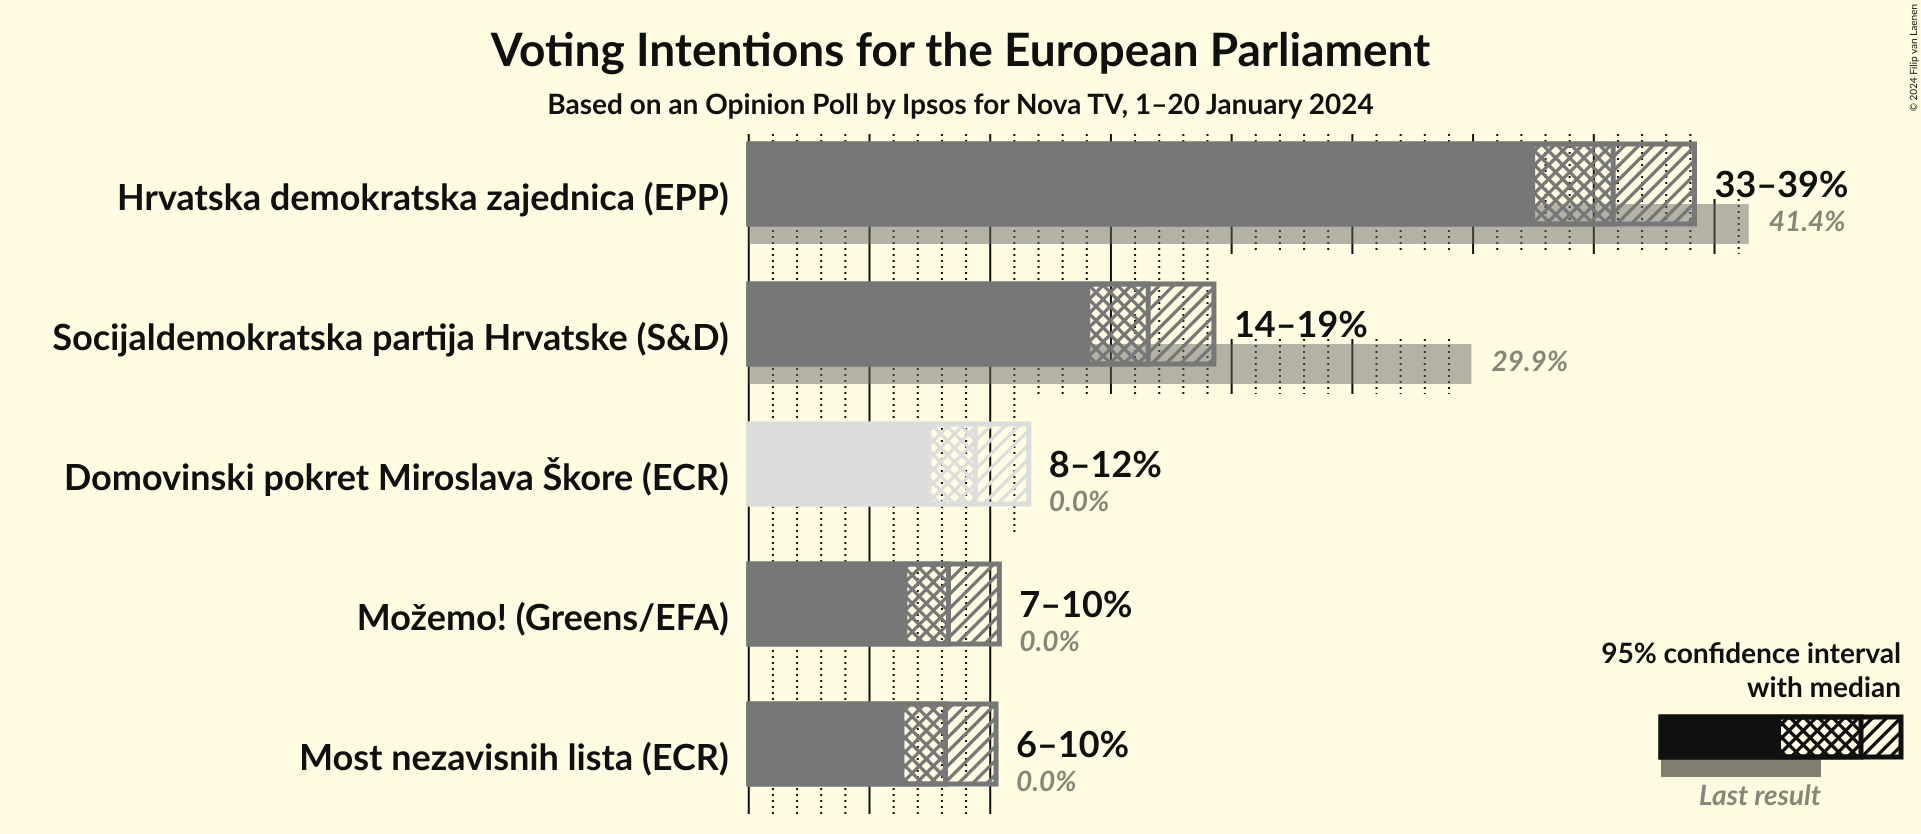 Voting Intentions for the European Parliament
Based on an Opinion Poll by Ipsos for Nova TV, 1–20 January 2024
© 2024 Filip van Laenen
Hrvatska demokratska zajednica (EPP)
33–39%
41.4%
Socijaldemokratska partija Hrvatske (S&D)
14–19%
29.9%
Domovinski pokret Miroslava Škore (ECR)
8–12%
0.0%
Možemo! (Greens/EFA)
7–10%
0.0%
Most nezavisnih lista (ECR)
6–10%
0.0%
95% confidence interval
with median
Last result